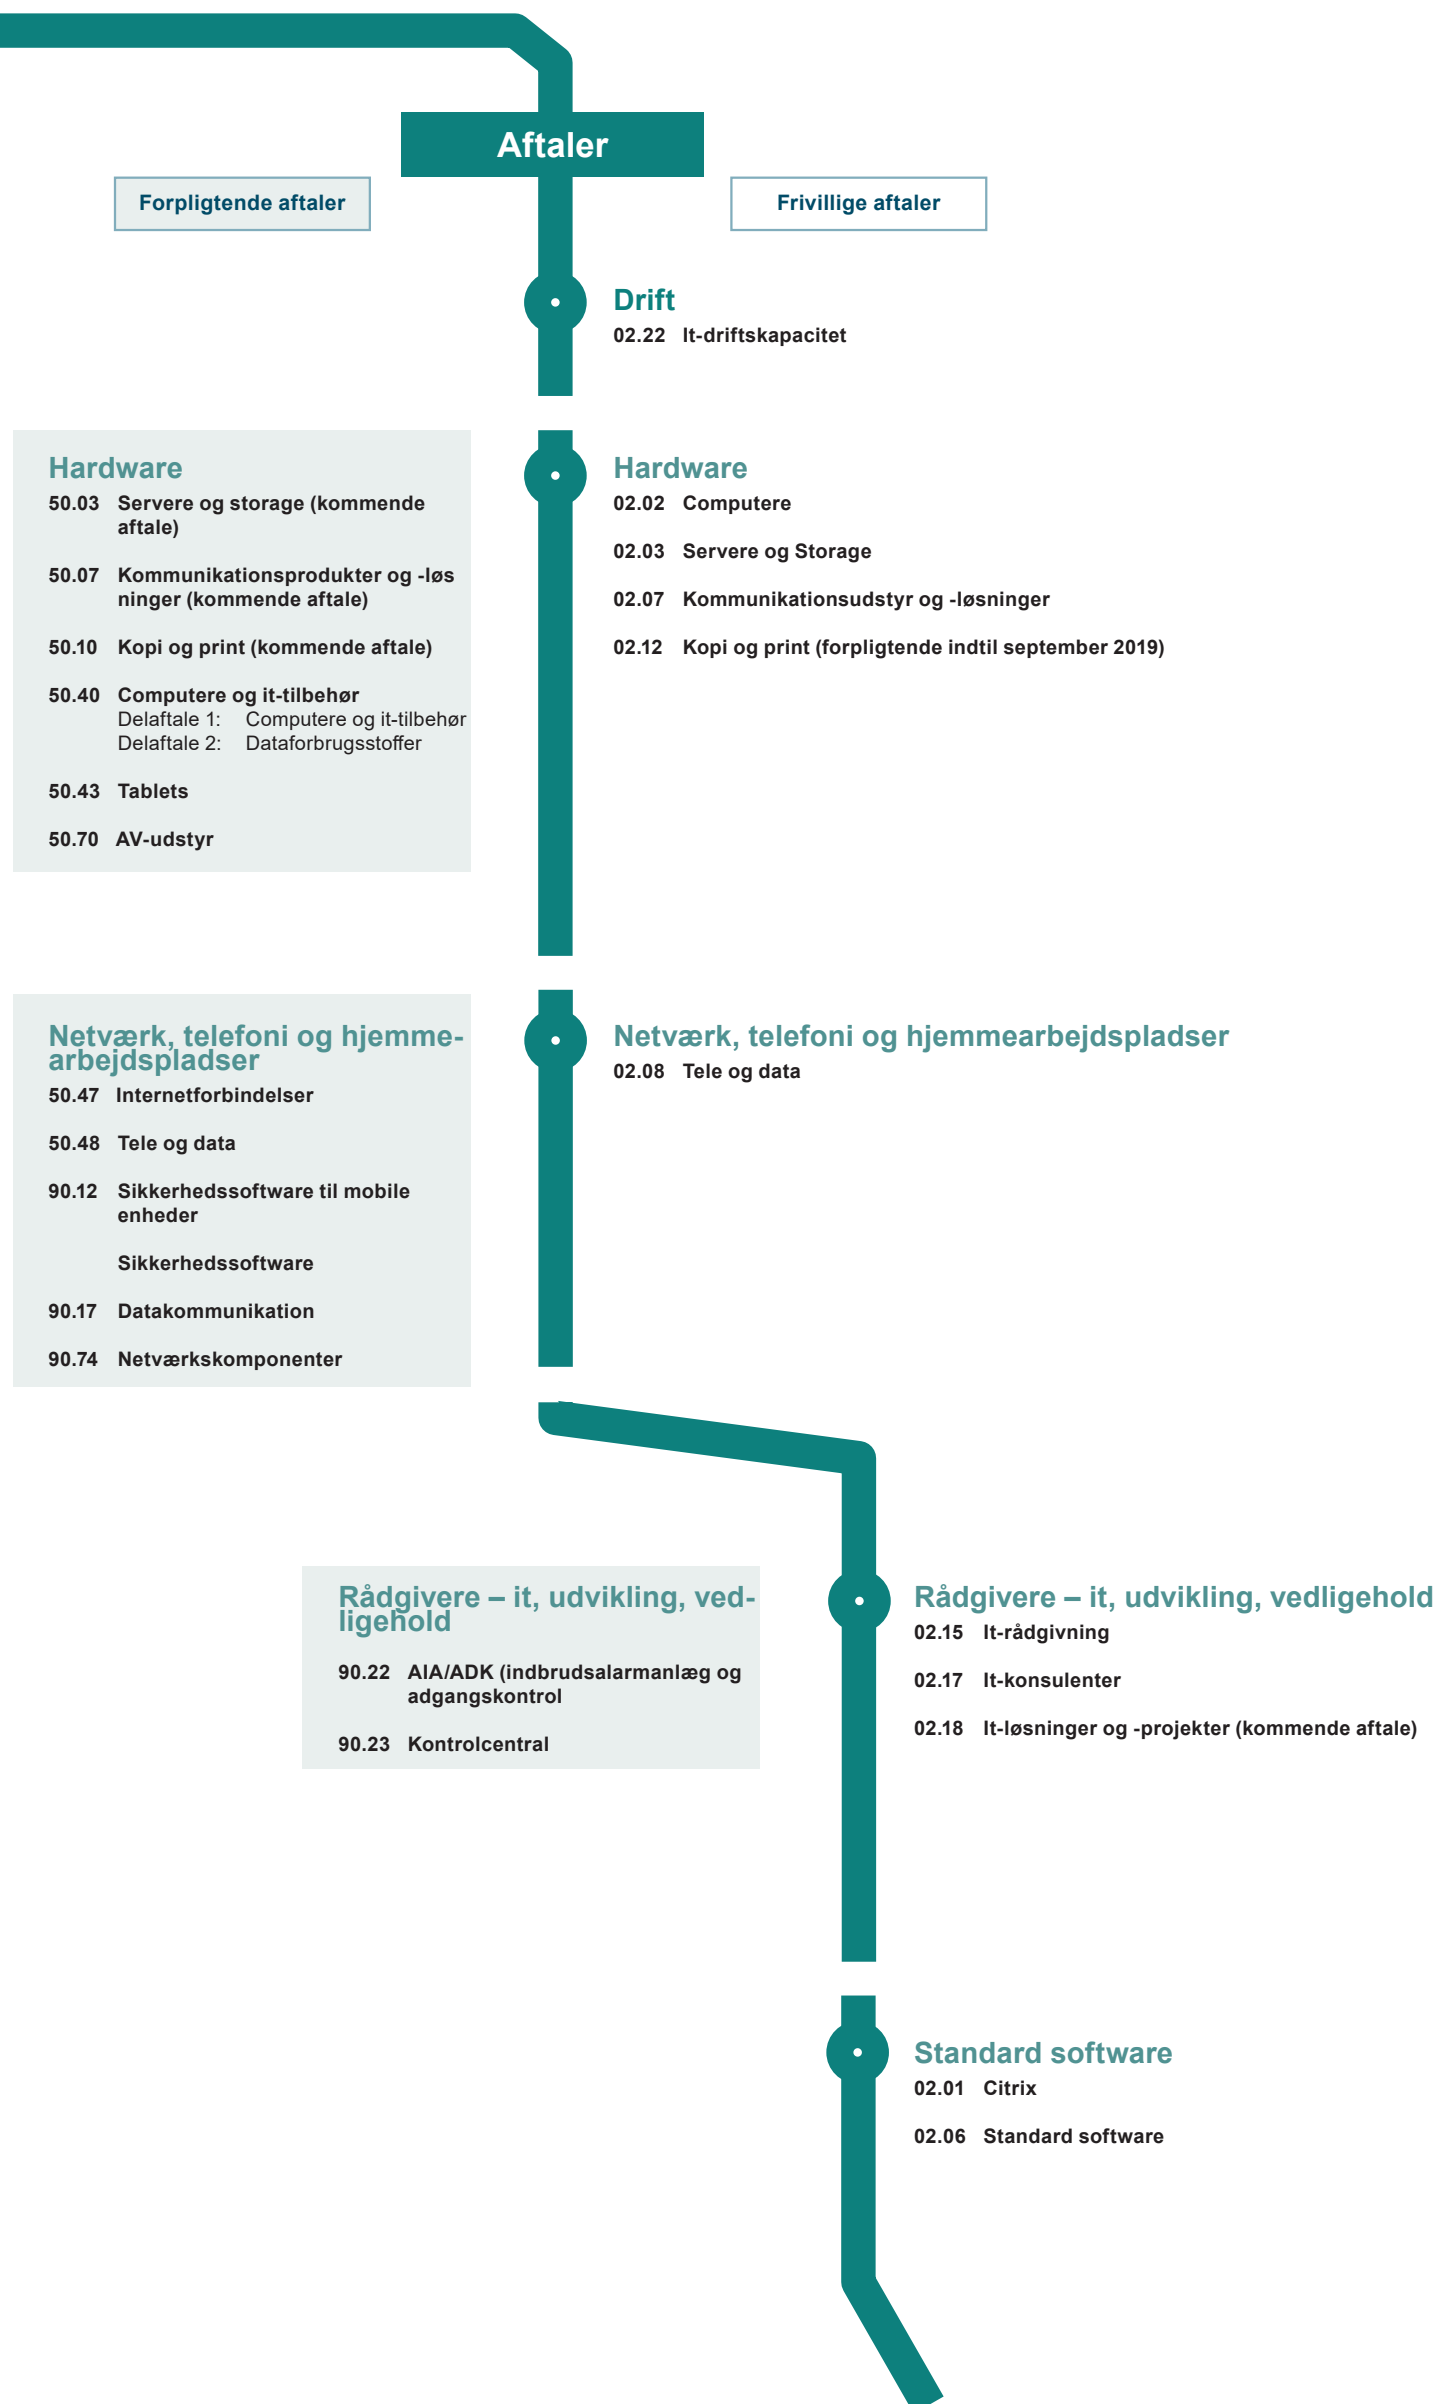 Aftaler
Forpligtende aftaler
Frivillige aftaler
Drift
02.22 It-driftskapacitet
Hardware
50.03 Servere og storage (kommende
aftale)
50.07 Kommunikationsprodukter og -løs
ninger (kommende aftale)
50.10 Kopi og print (kommende aftale)
50.40 Computere og it-tilbehør
Delaftale 1: Computere og it-tilbehør
Delaftale 2: Dataforbrugsstoffer
50.43 Tablets
50.70 AV-udstyr
Hardware
02.02 Computere
02.03 Servere og Storage
02.07 Kommunikationsudstyr og -løsninger
02.12 Kopi og print (forpligtende indtil september 2019)
Netværk, telefoni og hjemme-
arbejdspladser
50.47 Internetforbindelser
50.48 Tele og data
90.12 Sikkerhedssoftware til mobile
enheder
Sikkerhedssoftware
90.17 Datakommunikation
90.74 Netværkskomponenter
Netværk, telefoni og hjemmearbejdspladser
02.08 Tele og data
Rådgivere – it, udvikling, ved-
ligehold
90.22 AIA/ADK (indbrudsalarmanlæg og
adgangskontrol
90.23 Kontrolcentral
Rådgivere – it, udvikling, vedligehold
02.15 It-rådgivning
02.17 It-konsulenter
02.18 It-løsninger og -projekter (kommende aftale)
Standard software
02.01 Citrix
02.06 Standard software